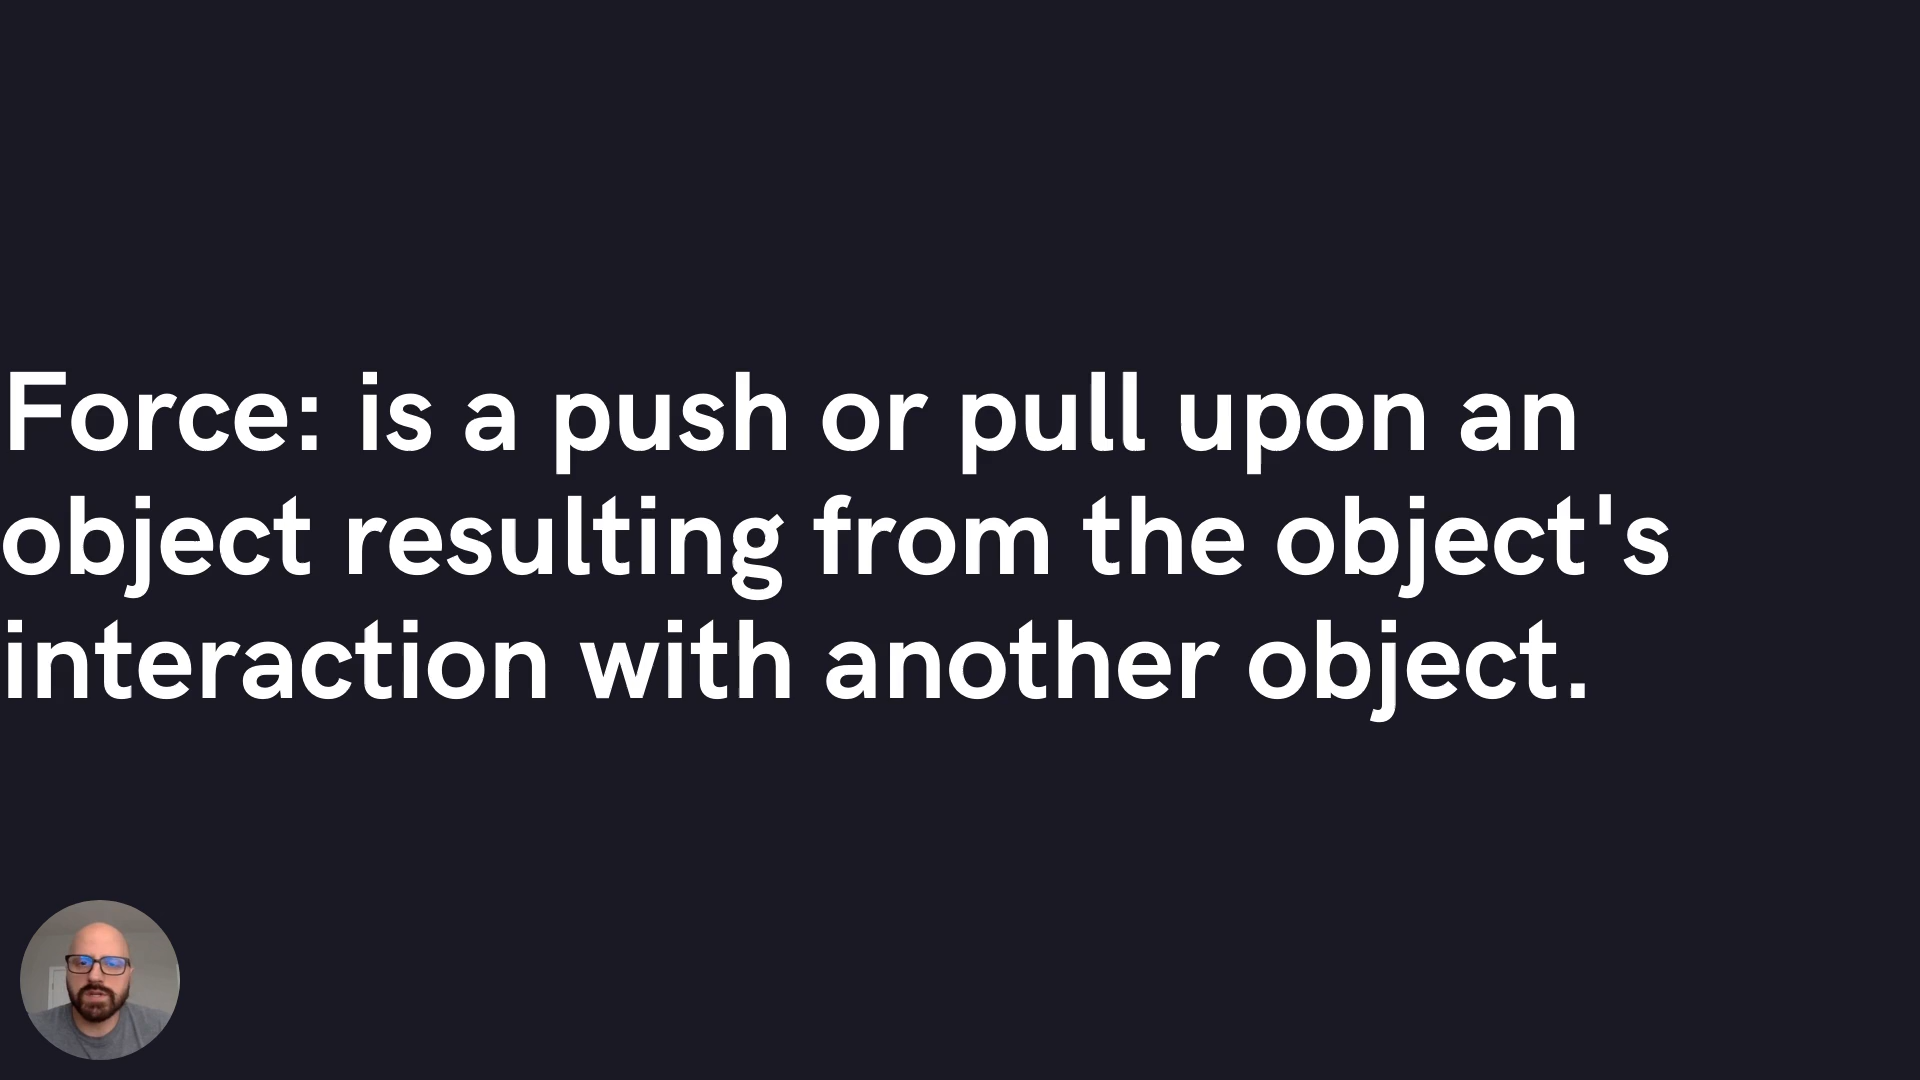 Force: is a push or pull upon an
object resulting from the object's
interaction with another object.